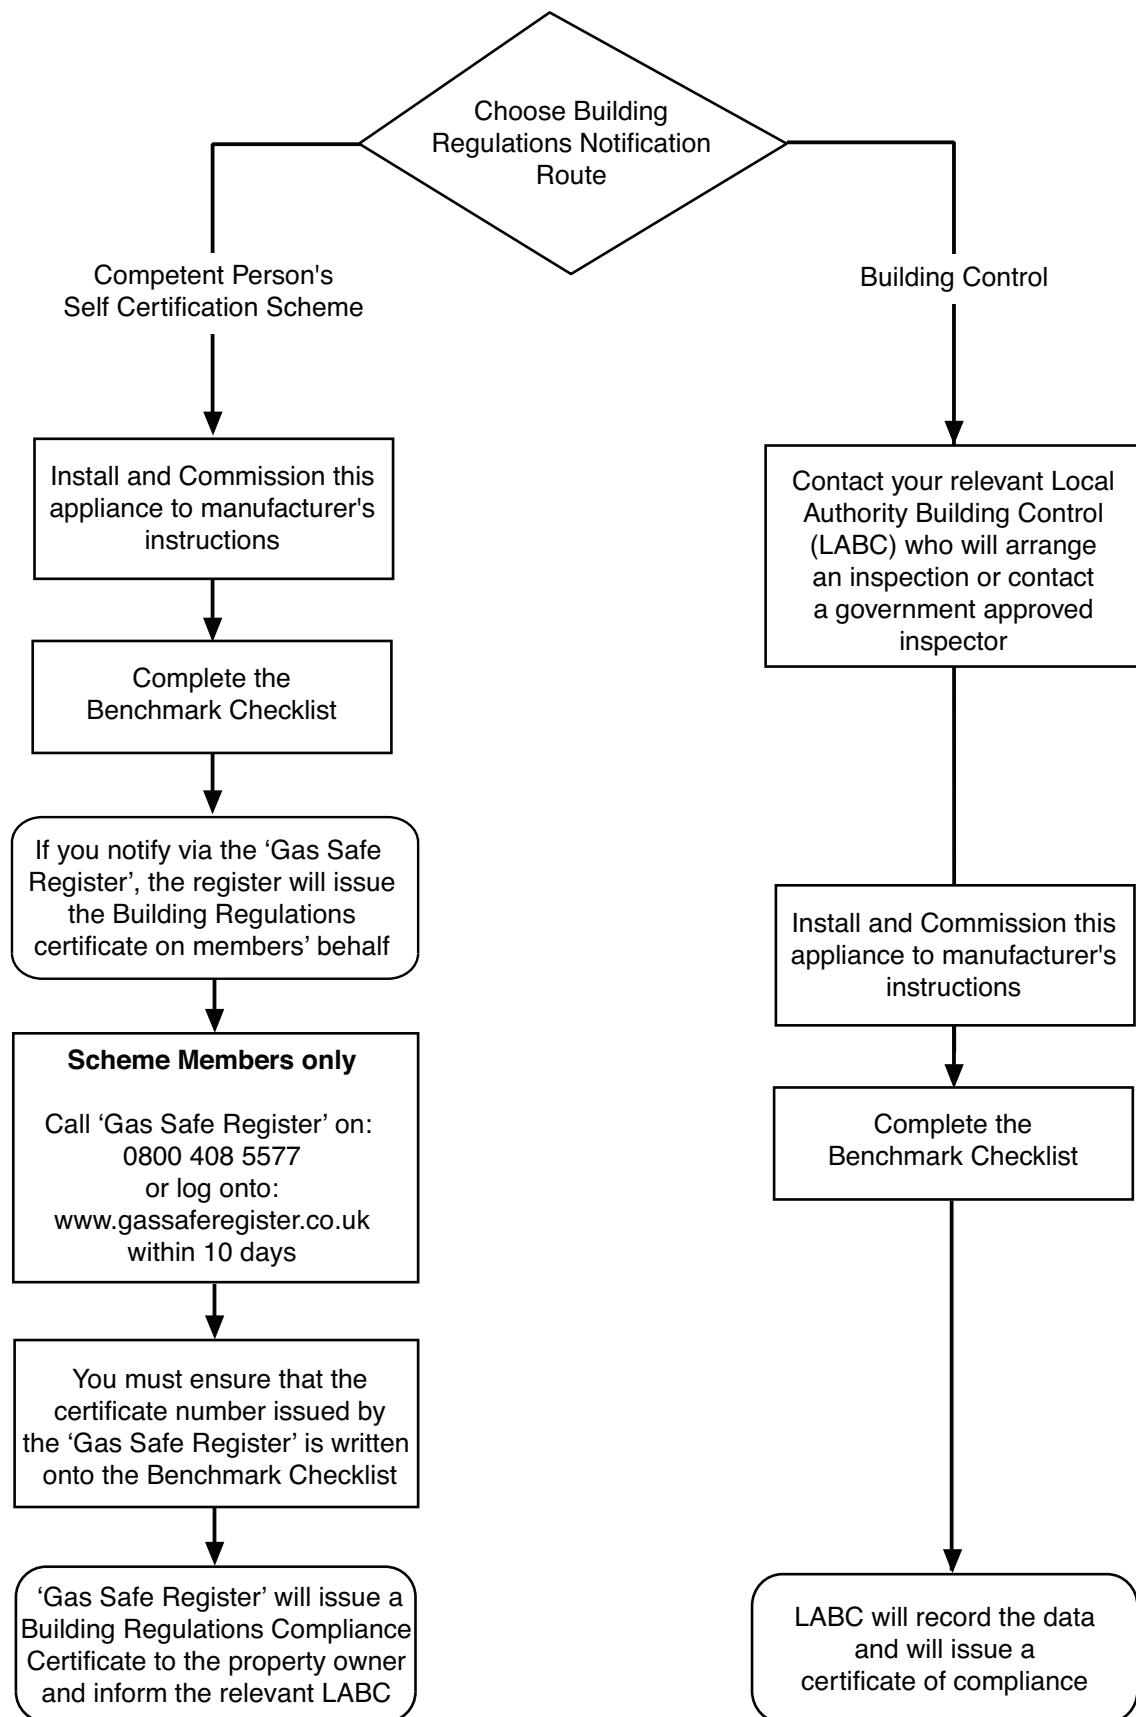 Choose Building
Regulations Notification
Route
Competent Person's
Self Certification Scheme
Building Control
Install and Commission this
appliance to manufacturer's
instructions
Complete the
Benchmark Checklist
If you notify via the ‘Gas Safe
Register’, the register will issue
the Building Regulations
certificate on members’ behalf
Scheme Members only
Call ‘Gas Safe Register’ on:
0800 408 5577
or log onto:
www.gassaferegister.co.uk
within 10 days
You must ensure that the
certificate number issued by
the ‘Gas Safe Register’ is written
onto the Benchmark Checklist
‘Gas Safe Register’ will issue a
Building Regulations Compliance
Certificate to the property owner
and inform the relevant LABC
Contact your relevant Local
Authority Building Control
(LABC) who will arrange
an inspection or contact
a government approved
inspector
Install and Commission this
appliance to manufacturer's
instructions
Complete the
Benchmark Checklist
LABC will record the data
and will issue a
certificate of compliance